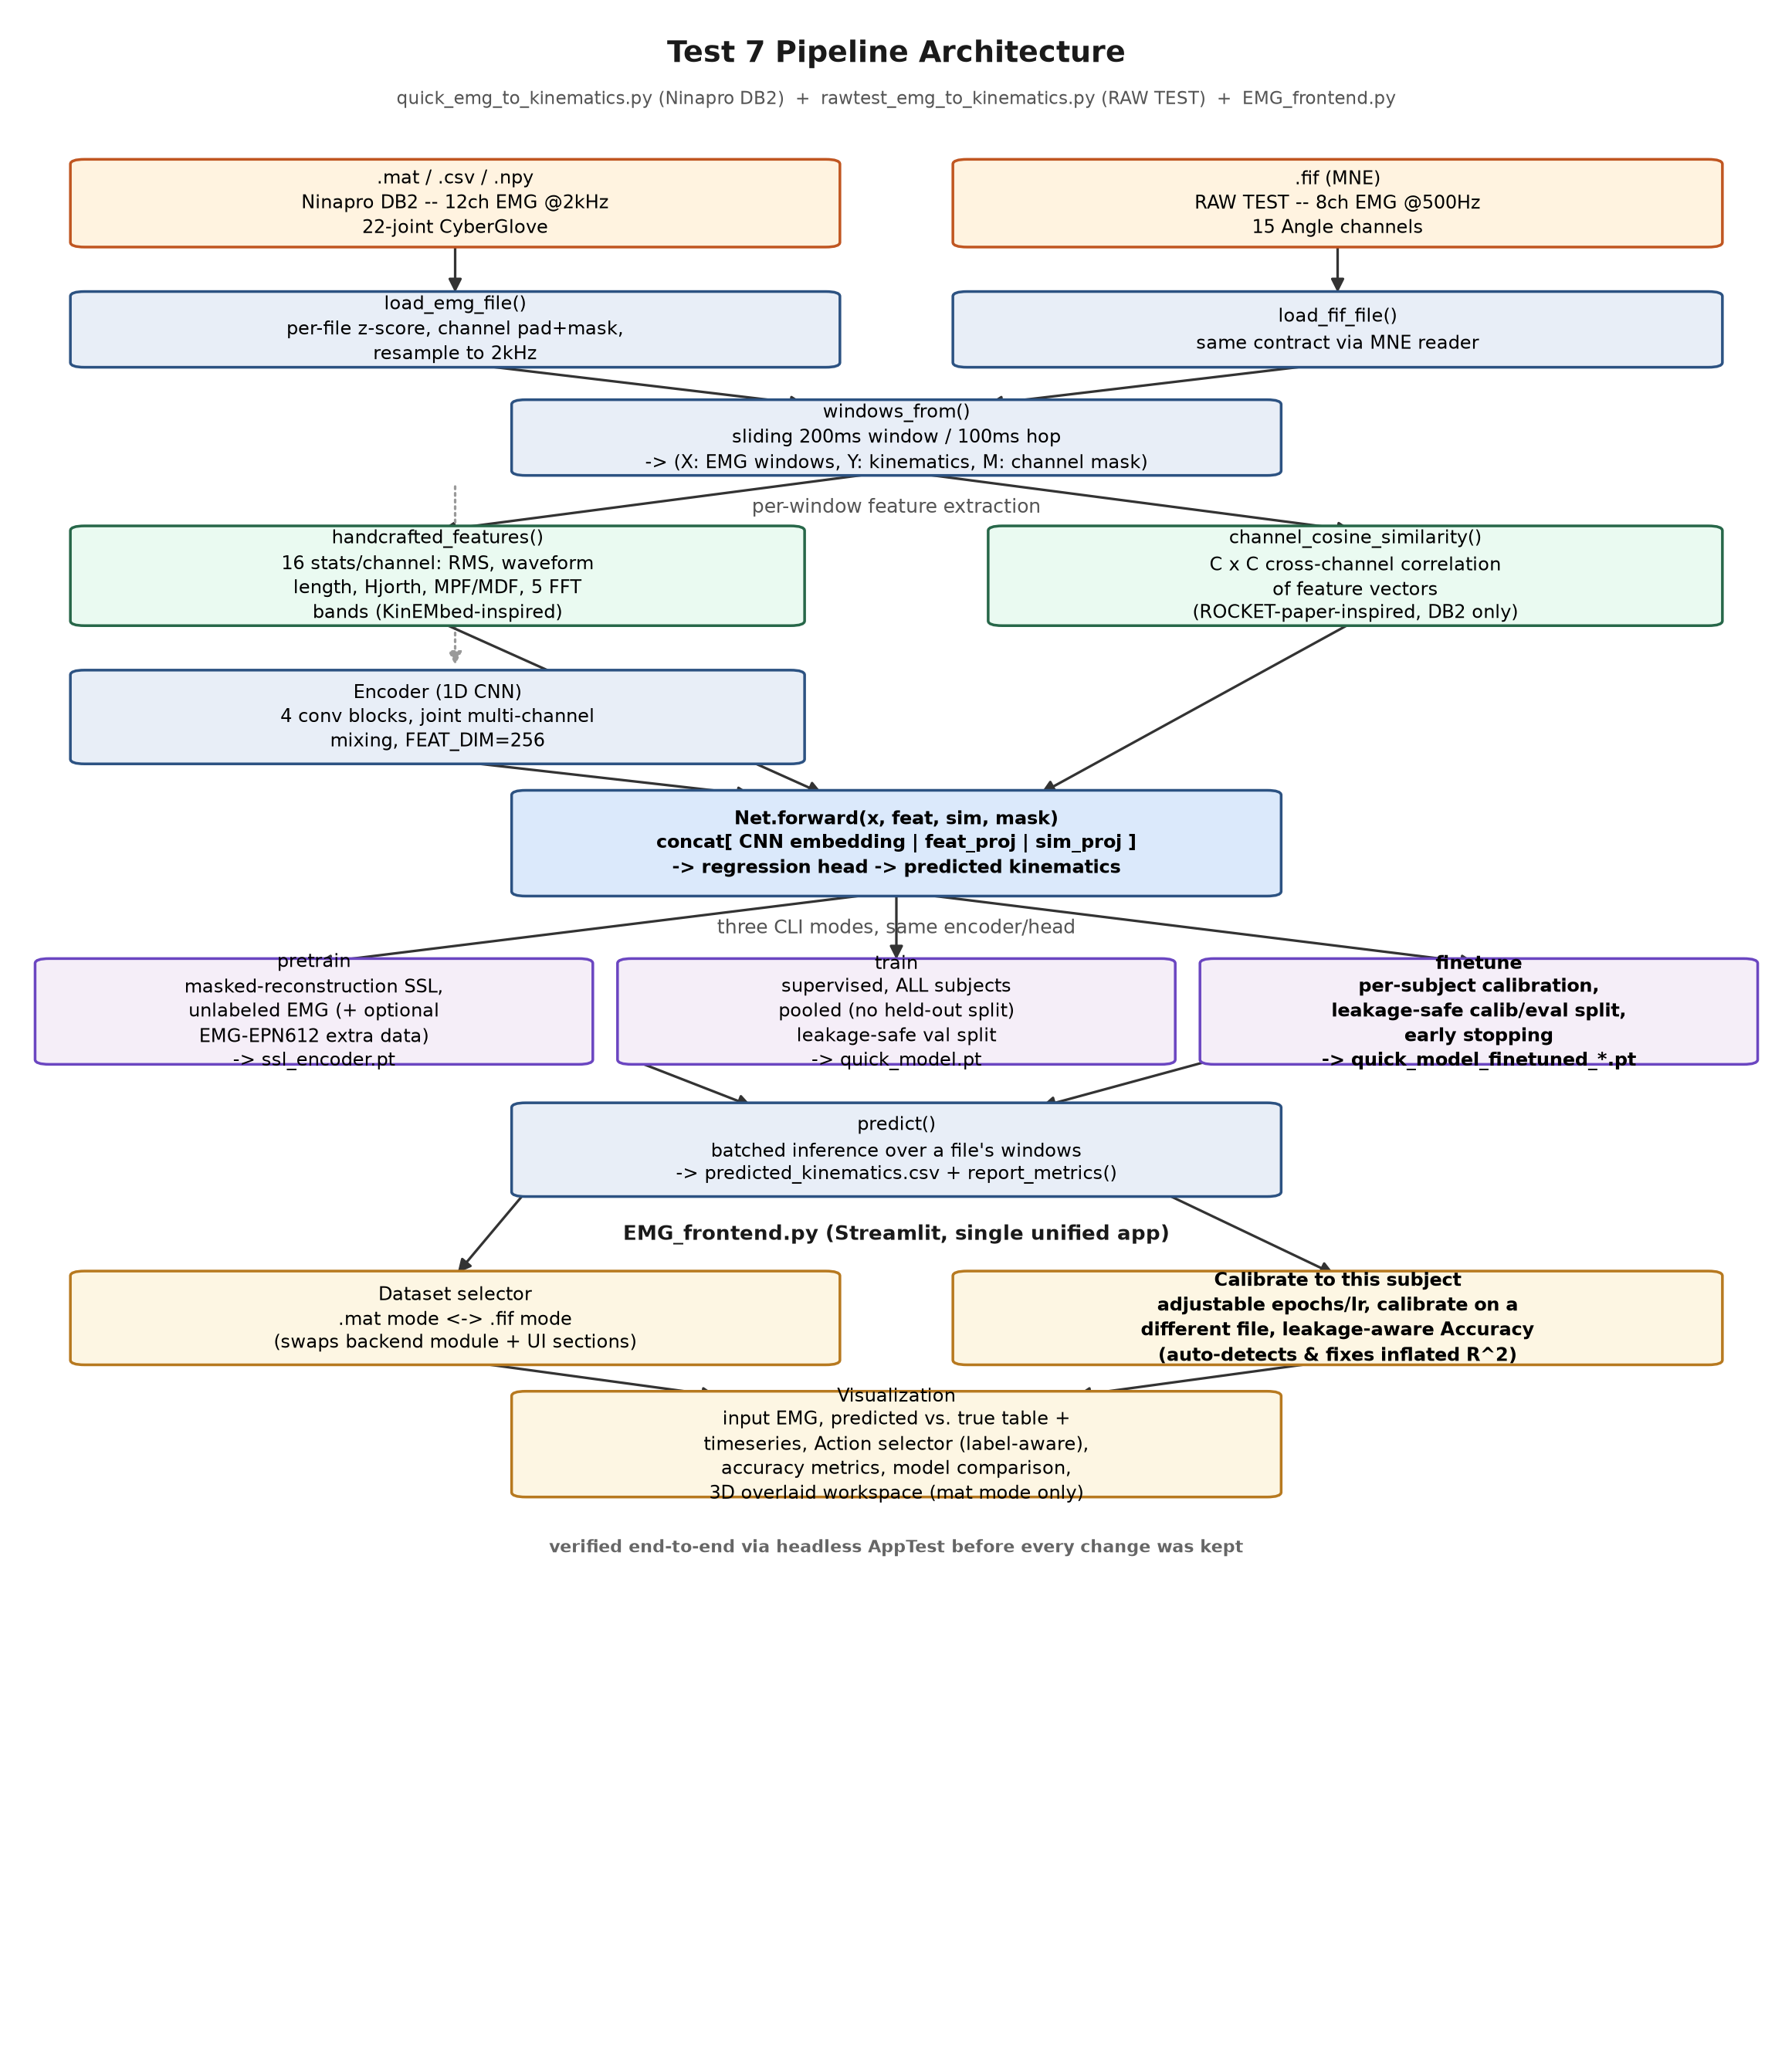 Test 7 Pipeline Architecture
quick_emg_to_kinematics.py (Ninapro DB2)  +  rawtest_emg_to_kinematics.py (RAW TEST)  +  EMG_frontend.py
.mat / .csv / .npy
Ninapro DB2 -- 12ch EMG @2kHz
22-joint CyberGlove
.fif (MNE)
RAW TEST -- 8ch EMG @500Hz
15 Angle channels
load_emg_file()
per-file z-score, channel pad+mask,
resample to 2kHz
load_fif_file()
same contract via MNE reader
windows_from()
sliding 200ms window / 100ms hop
-> (X: EMG windows, Y: kinematics, M: channel mask)
per-window feature extraction
handcrafted_features()
16 stats/channel: RMS, waveform
length, Hjorth, MPF/MDF, 5 FFT
bands (KinEMbed-inspired)
channel_cosine_similarity()
C x C cross-channel correlation
of feature vectors
(ROCKET-paper-inspired, DB2 only)
Encoder (1D CNN)
4 conv blocks, joint multi-channel
mixing, FEAT_DIM=256
Net.forward(x, feat, sim, mask)
concat[ CNN embedding | feat_proj | sim_proj ]
-> regression head -> predicted kinematics
three CLI modes, same encoder/head
pretrain
masked-reconstruction SSL,
unlabeled EMG (+ optional
EMG-EPN612 extra data)
-> ssl_encoder.pt
train
supervised, ALL subjects
pooled (no held-out split)
leakage-safe val split
-> quick_model.pt
finetune
per-subject calibration,
leakage-safe calib/eval split,
early stopping
-> quick_model_finetuned_*.pt
predict()
batched inference over a file's windows
-> predicted_kinematics.csv + report_metrics()
EMG_frontend.py (Streamlit, single unified app)
Dataset selector
.mat mode <-> .fif mode
(swaps backend module + UI sections)
Calibrate to this subject
adjustable epochs/lr, calibrate on a
different file, leakage-aware Accuracy
(auto-detects & fixes inflated R^2)
Visualization
input EMG, predicted vs. true table +
timeseries, Action selector (label-aware),
accuracy metrics, model comparison,
3D overlaid workspace (mat mode only)
verified end-to-end via headless AppTest before every change was kept